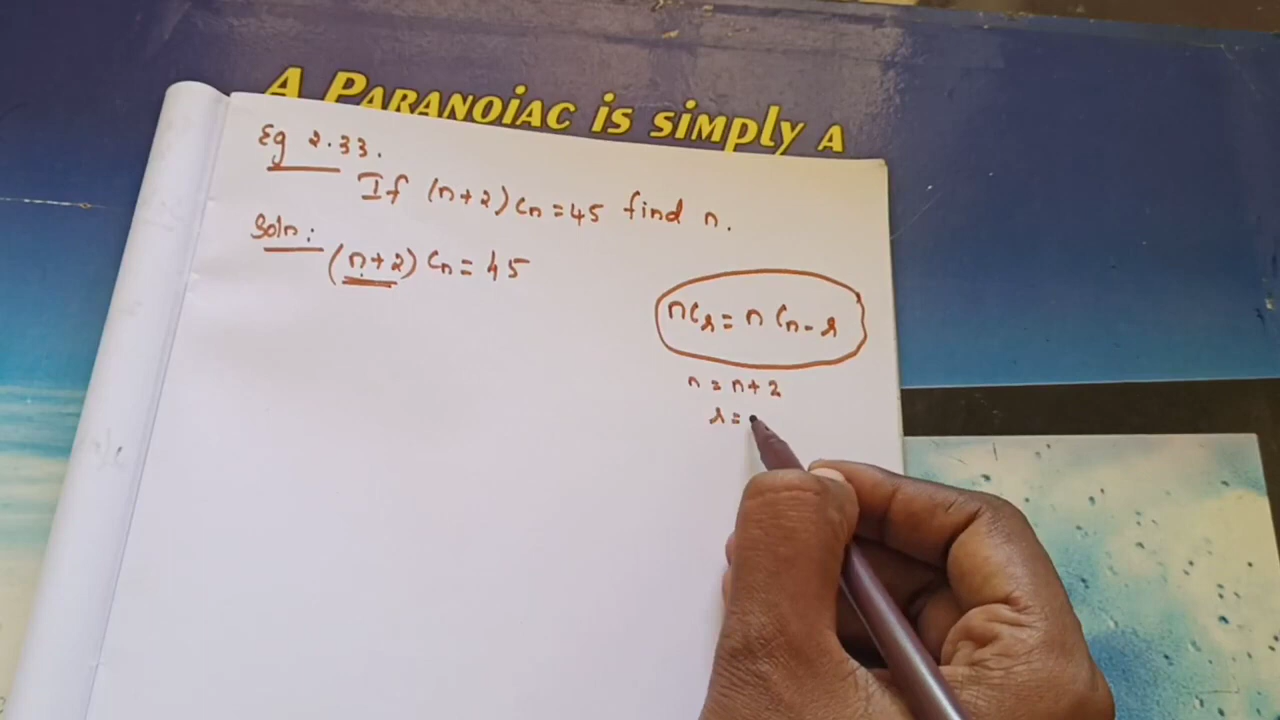 A PARANOIAC IS SIMPLY A
Eg 2.33.
If (n+2)Cn=45 find n.
Soln:
(n+2)Cn=45
nCr=nCn-r
n=n+2
r=